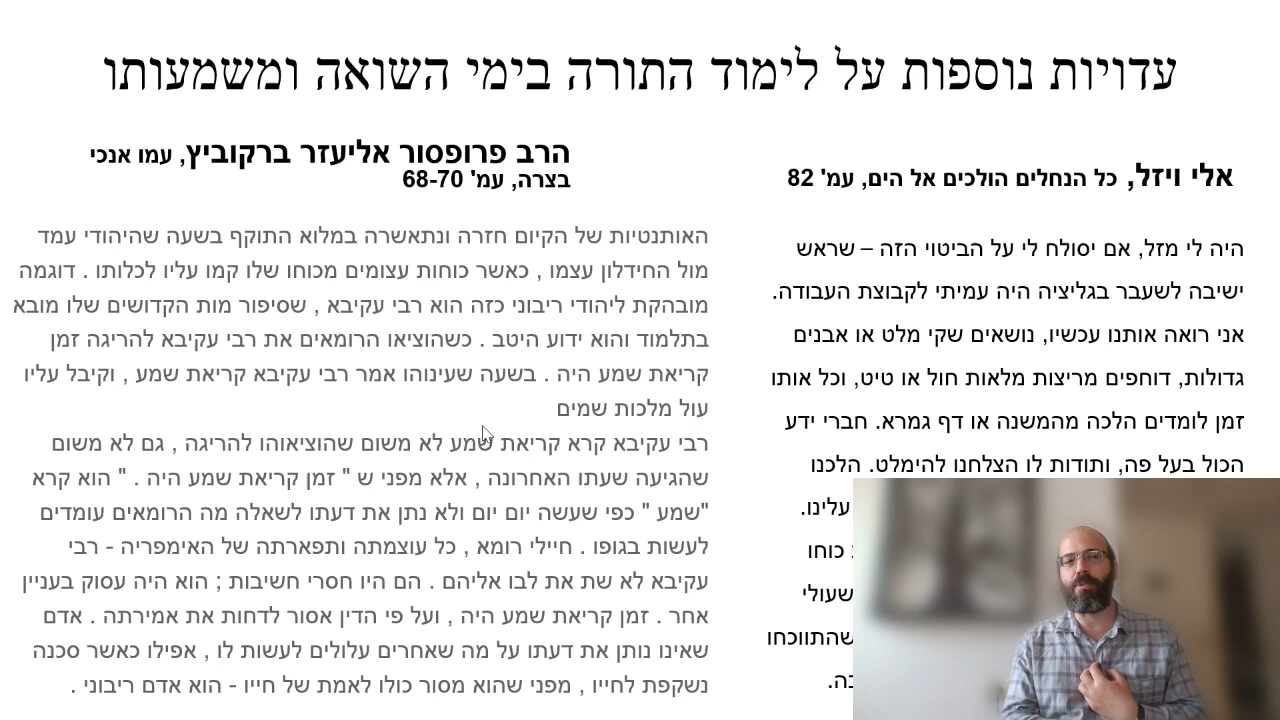 עדויות נוספות על לימוד התורה בימי השואה ומשמעותו
אלי ויזל, כל הנחלים הולכים אל הים, עמ' 82
היה לי מזל, אם יסולח לי על הביטוי הזה – שראש
ישיבה לשעבר בגליציה היה עמיתי לקבוצת העבודה.
אני רואה אותנו עכשיו, נושאים שקי מלט או אבנים
גדולות, דוחפים מריצות מלאות חול או טיט, וכל אותו
זמן לומדים הלכה מהמשנה או דף גמרא. חברי ידע
הכול בעל פה, ותודות לו הצלחנו להימלט. הלכנו
עלינו.
כוחו
שעולי
שהתווכחו
הרב פרופסור אליעזר ברקוביץ, עמו אנכי
בצרה, עמ' 68-70
האותנטיות של הקיום חזרה ונתאשרה במלוא התוקף בשעה שהיהודי עמד
מול החידלון עצמו , כאשר כוחות עצומים מכוחו שלו קמו עליו לכלותו . דוגמה
מובהקת ליהודי ריבוני כזה הוא רבי עקיבא , שסיפור מות הקדושים שלו מובא
בתלמוד והוא ידוע היטב . כשהוציאו הרומאים את רבי עקיבא להריגה זמן
קריאת שמע היה . בשעה שעינוהו אמר רבי עקיבא קריאת שמע , וקיבל עליו
עול מלכות שמים
רבי עקיבא קרא קריאת שמע לא משום שהוציאוהו להריגה , גם לא משום
שהגיעה שעתו האחרונה , אלא מפני ש " זמן קריאת שמע היה . " הוא קרא
"שמע " כפי שעשה יום יום ולא נתן את דעתו לשאלה מה הרומאים עומדים
לעשות בגופו . חיילי רומא , כל עוצמתה ותפארתה של האימפריה - רבי
עקיבא לא שת את לבו אליהם . הם היו חסרי חשיבות ; הוא היה עסוק בעניין
אחר . זמן קריאת שמע היה , ועל פי הדין אסור לדחות את אמירתה . אדם
שאינו נותן את דעתו על מה שאחרים עלולים לעשות לו , אפילו כאשר סכנה
נשקפת לחייו , מפני שהוא מסור כולו לאמת של חייו - הוא אדם ריבוני .